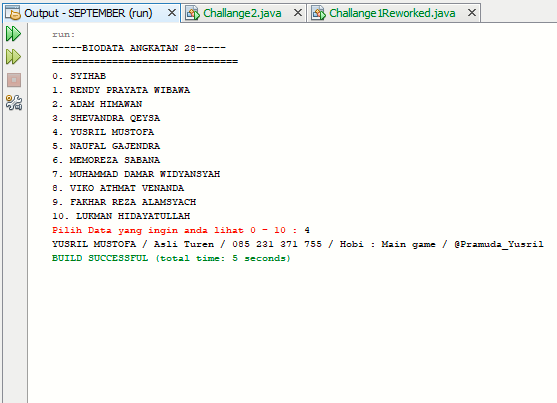 Output - SEPTEMBER (run)
Challange2.java
Challange1Reworked.java
run:
-----BIODATA ANGKATAN 28-----
===============================
0. SYIHAB
1. RENDY PRAYATA WIBAWA
2. ADAM HIMAWAN
3. SHEVANDRA QEYSA
4. YUSRIL MUSTOFA
5. NAUFAL GAJENDRA
6. MEMOREZA SABANA
7. MUHAMMAD DAMAR WIDYANSYAH
8. VIKO ATHMAT VENANDA
9. FAKHAR REZA ALAMSYACH
10. LUKMAN HIDAYATULLAH
Pilih Data yang ingin anda lihat 0 - 10 : 4
YUSRIL MUSTOFA / Asli Turen / 085 231 371 755 / Hobi : Main game / @Pramuda_Yusril
BUILD SUCCESSFUL (total time: 5 seconds)